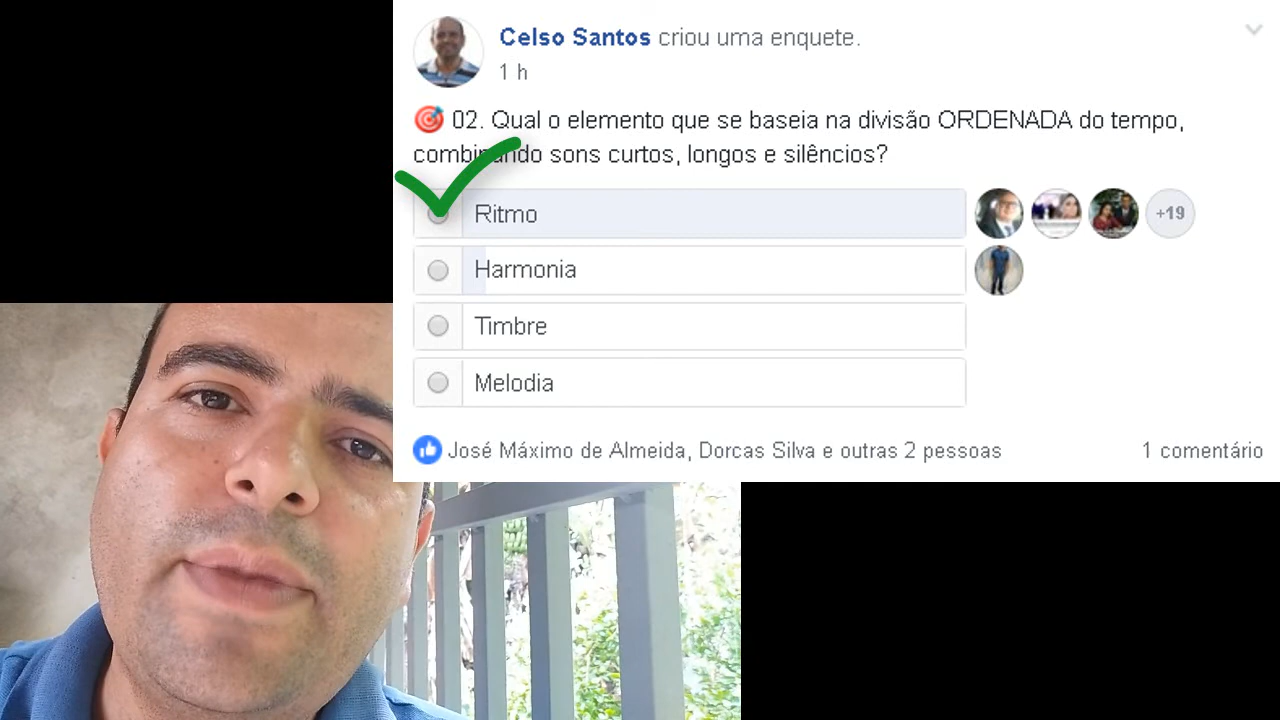 Celso Santos criou uma enquete.
1 h
02. Qual o elemento que se baseia na divisão ORDENADA do tempo,
combinando sons curtos, longos e silêncios?
Ritmo
+19
Harmonia
Timbre
Melodia
José Máximo de Almeida, Dorcas Silva e outras 2 pessoas
1 comentário